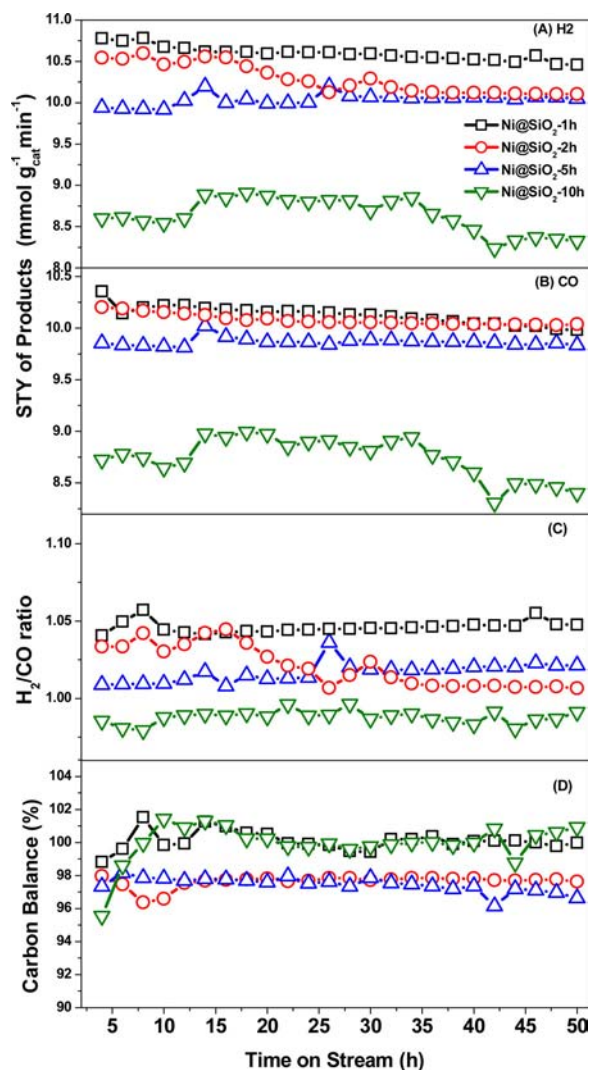 STY of Products (mmol g⁻¹cat min⁻¹)
(A) H2
11.0
10.5
10.0
9.5
9.0
8.5
8.0
Ni@SiO₂-1h
Ni@SiO₂-2h
Ni@SiO₂-5h
Ni@SiO₂-10h
(B) CO
10.5
10.0
9.5
9.0
8.5
H₂/CO ratio
(C)
1.10
1.05
1.00
Carbon Balance (%)
(D)
104
102
100
98
96
94
92
90
5 10 15 20 25 30 35 40 45 50
Time on Stream (h)